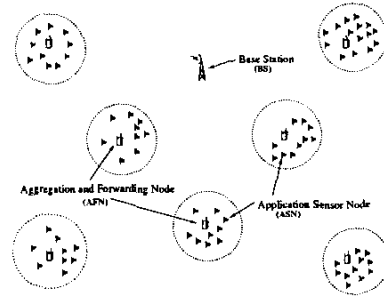 Base Station
(BS)
Aggregation and Forwarding Node
(AFN)
Application Sensor Node
(ASN)